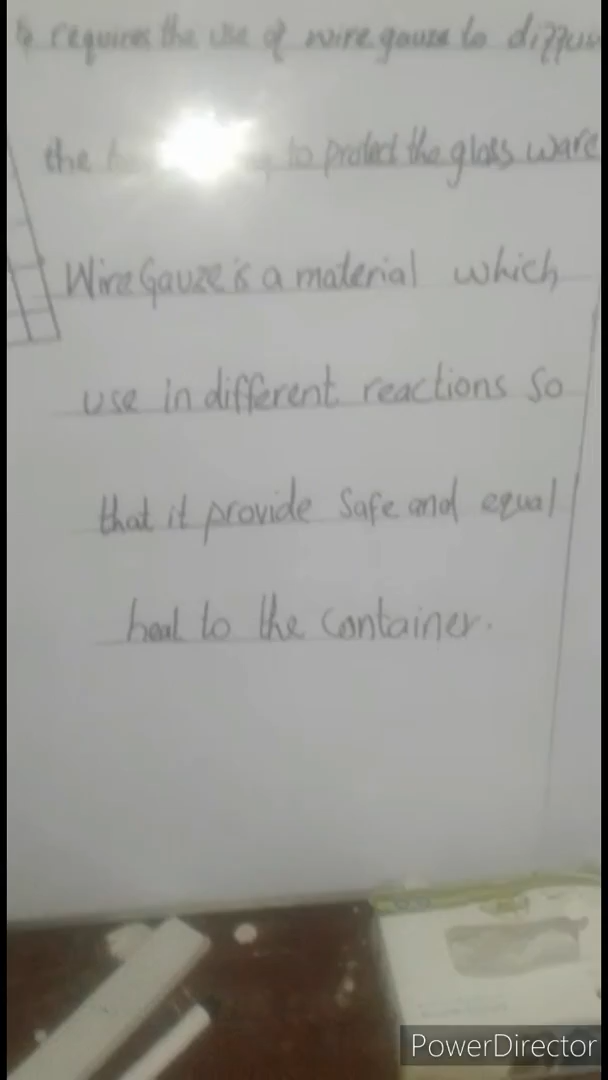 requires the use of wire gauze to diffus
the to protect the glass ware
Wire Gauze is a material which
use in different reactions so
that it provide Safe and equal
heat to the container.
PowerDirector